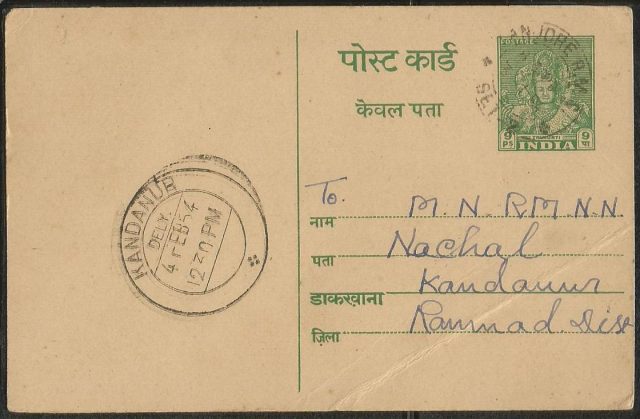 पोस्ट कार्ड
केवल पता
POSTAGE
9 PS 9 पा
INDIA
To.
नाम M. N. RM N.N.
पता Nachal
डाकखाना Kandanur
ज़िला Ramnad. Dist
KANDANUR
DELY.
4 FEB 54
12 30 PM